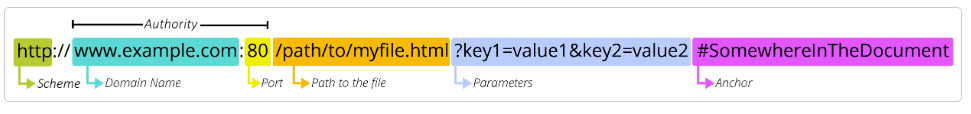 Authority
http://www.example.com:80/path/to/myfile.html?key1=value1&key2=value2#SomewhereInTheDocument
Scheme Domain Name Port Path to the file Parameters Anchor